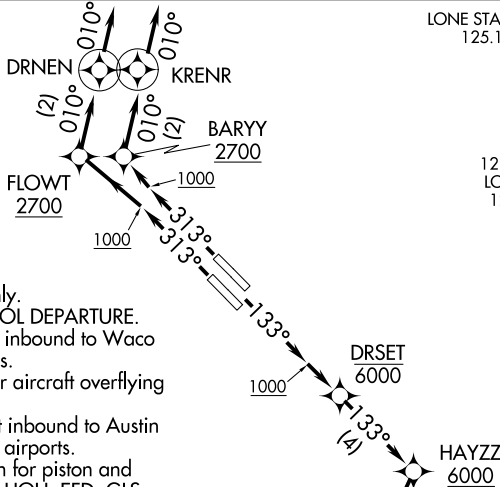 010°
010°
LONE STA
125.1
DRNEN
KRENR
(2)
010°
010°
(2)
BARYY
2700
12
LO
1
FLOWT
2700
1000
1000
313°
313°
133°
DRSET
6000
1000
133°
(4)
HAYZZ
6000
ly.
OL DEPARTURE.
inbound to Waco
s.
r aircraft overflying
t inbound to Austin
airports.
n for piston and